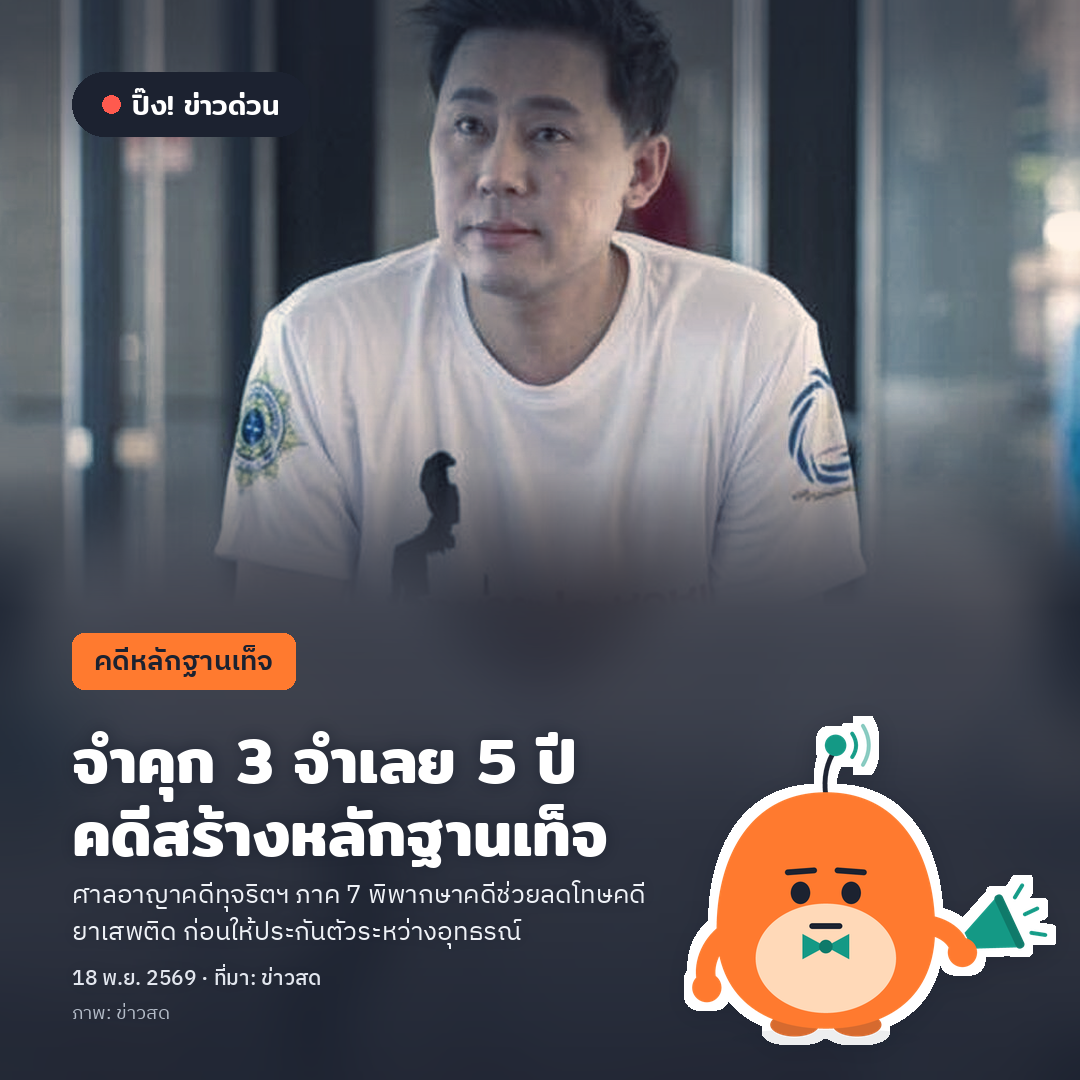 ปิ๊ง! ข่าวด่วน
คดีหลักฐานเท็จ
จำคุก 3 จำเลย 5 ปี
คดีสร้างหลักฐานเท็จ
ศาลอาญาคดีทุจริตฯ ภาค 7 พิพากษาคดีช่วยลดโทษคดี
ยาเสพติด ก่อนให้ประกันตัวระหว่างอุทธรณ์
18 พ.ย. 2569 · ที่มา: ข่าวสด
ภาพ: ข่าวสด